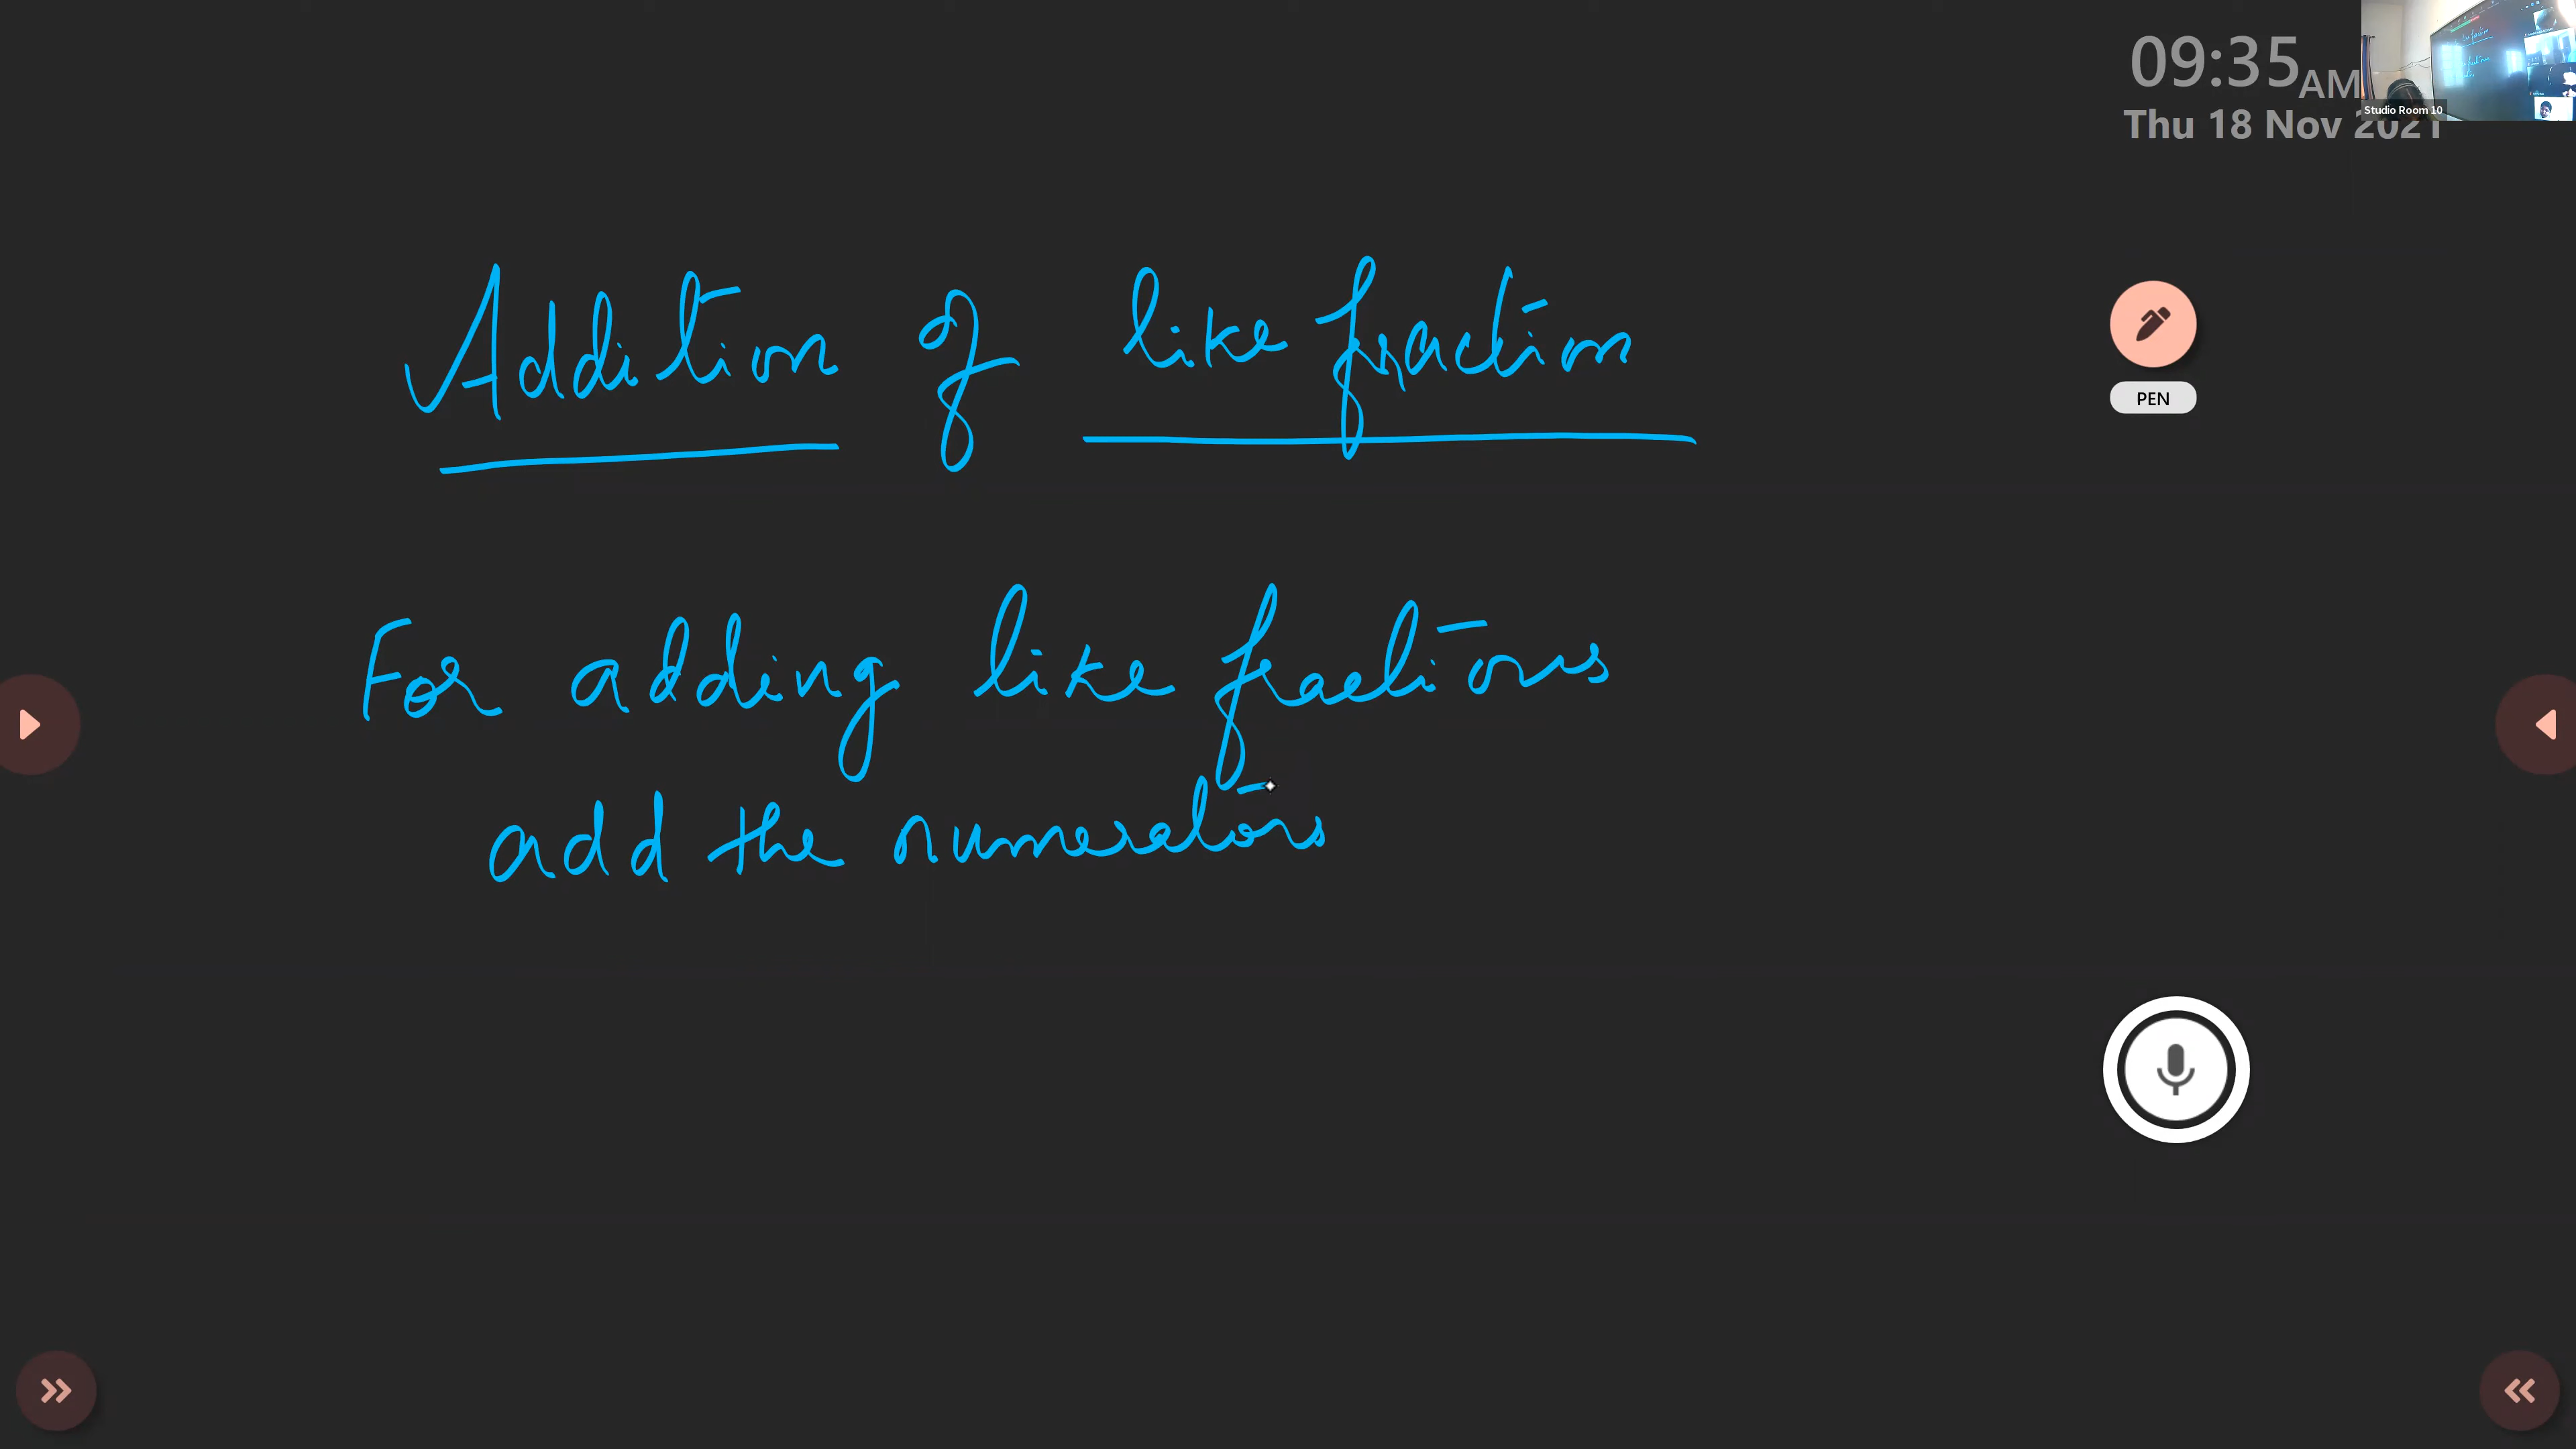 09:35AM
Thu 18 Nov 2021
Studio Room 10
Addition of like fraction
PEN
For adding like fractions
add the numerators